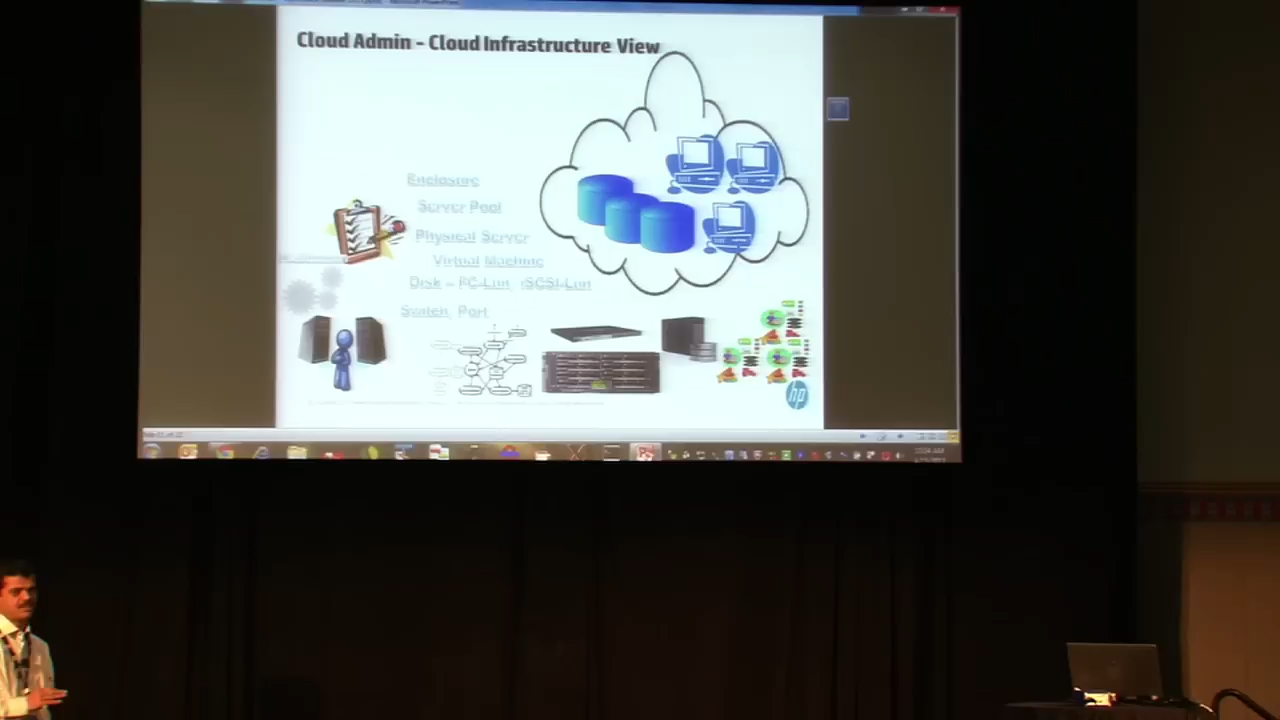 Cloud Admin - Cloud Infrastructure View
Enclosure
Server Pool
Physical Server
Virtual Machine
Disk - FC-Lun, iSCSI-Lun
Switch, Port
hp